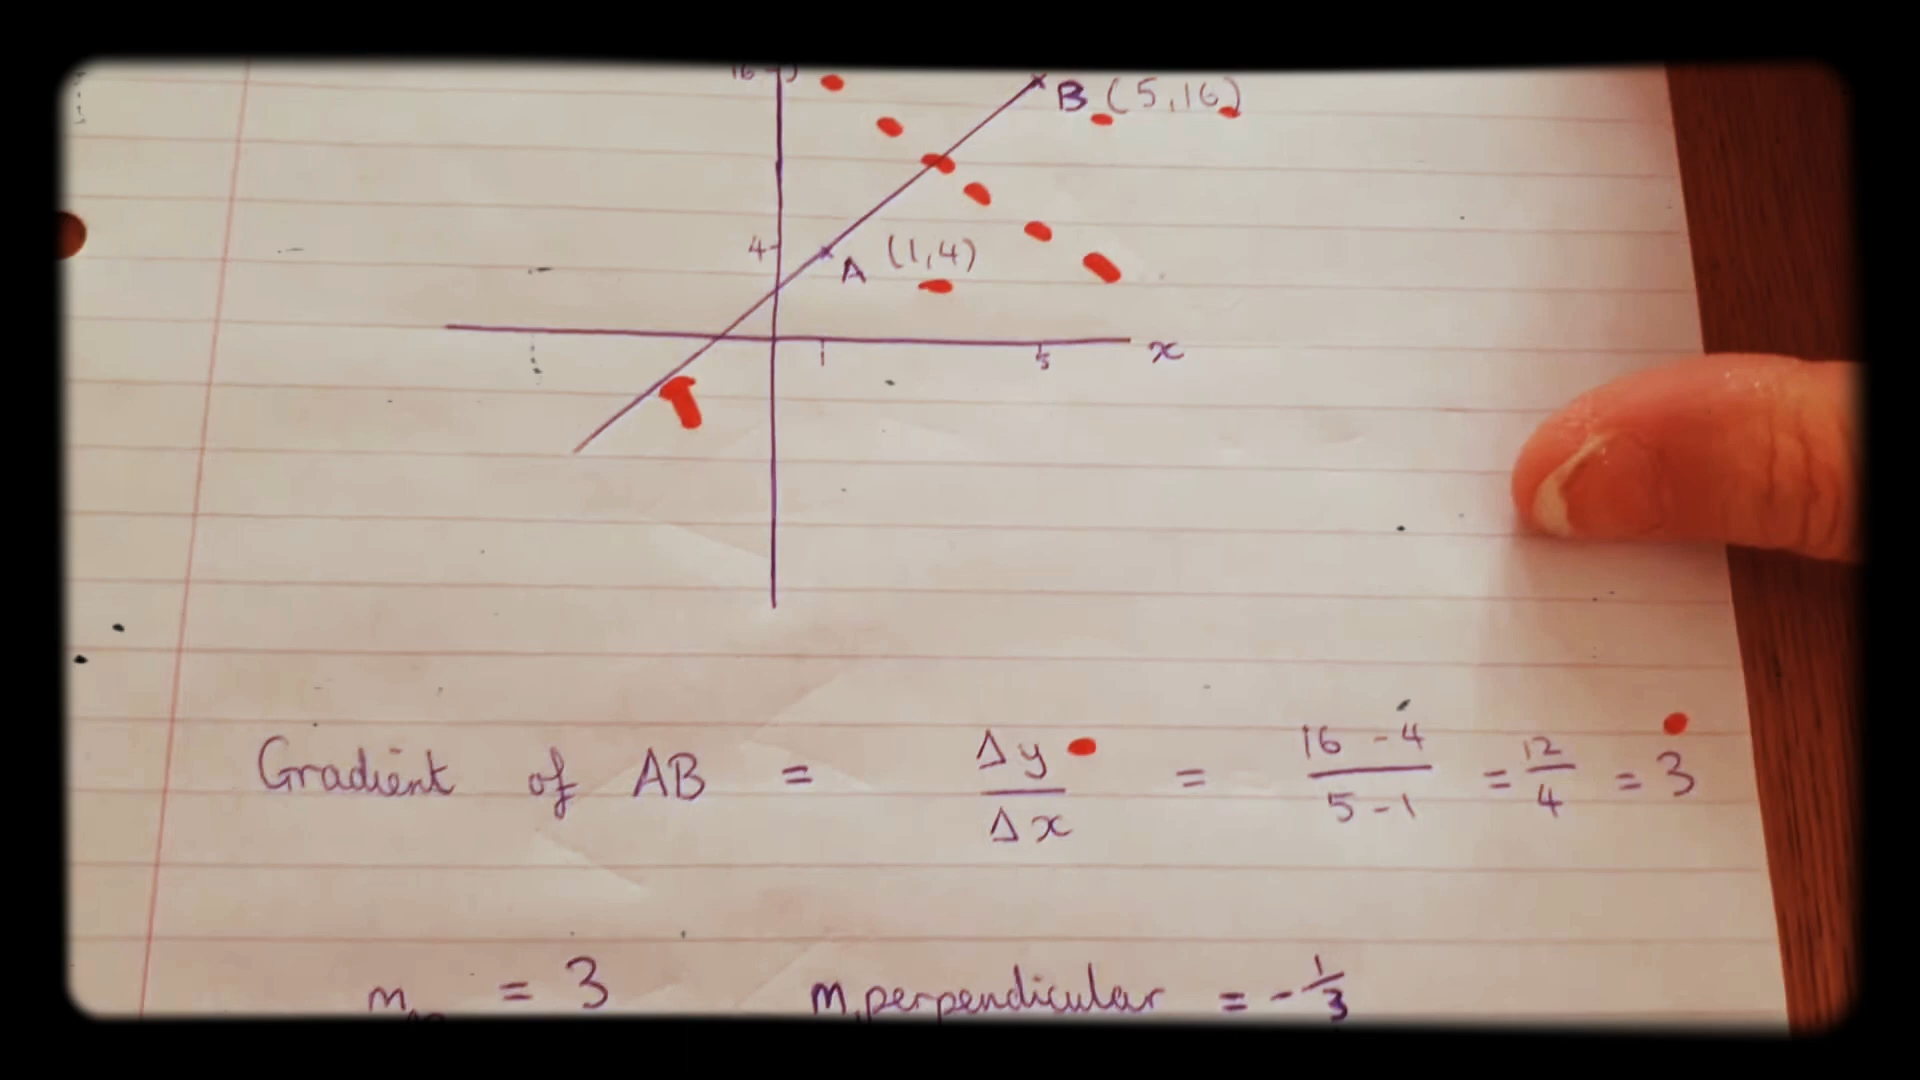 16
B (5,16)
4
A (1,4)
1 5 x
Gradient of AB = Δy/Δx = 16 - 4/5 - 1 = 12/4 = 3
m = 3 m perpendicular = -1/3